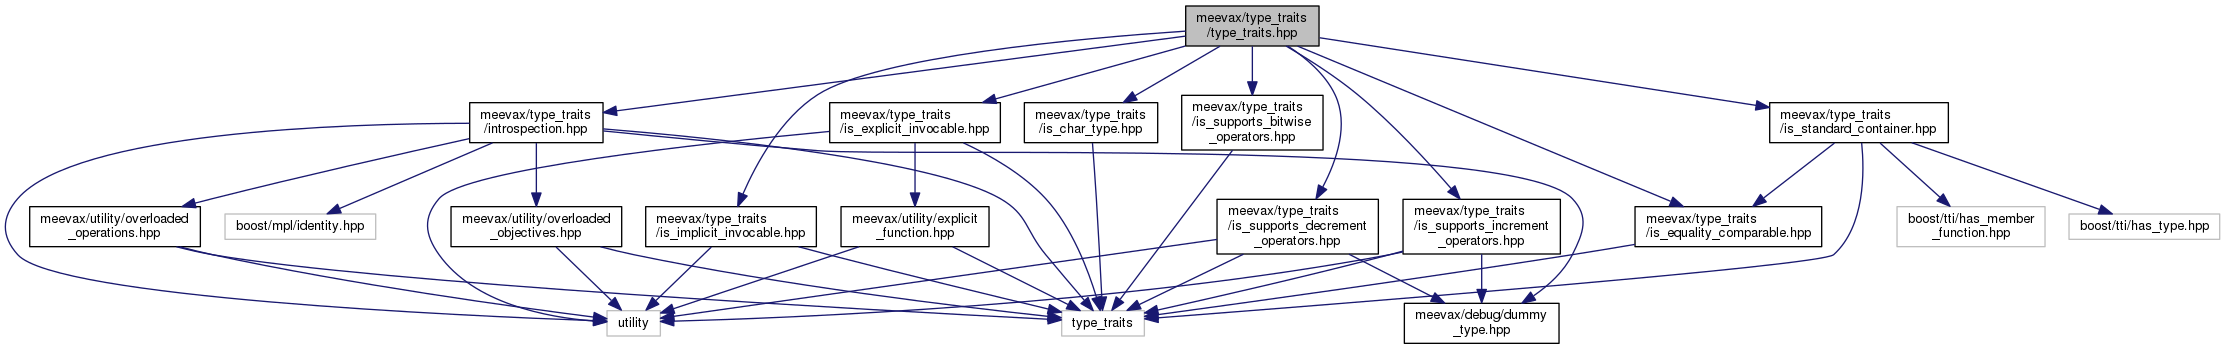 meevax/type_traits
/type_traits.hpp
meevax/type_traits
/introspection.hpp
meevax/type_traits
/is_explicit_invocable.hpp
meevax/type_traits
/is_char_type.hpp
meevax/type_traits
/is_supports_bitwise
_operators.hpp
meevax/type_traits
/is_standard_container.hpp
meevax/utility/overloaded
_operations.hpp
boost/mpl/identity.hpp
meevax/utility/overloaded
_objectives.hpp
meevax/type_traits
/is_implicit_invocable.hpp
meevax/utility/explicit
_function.hpp
meevax/type_traits
/is_supports_decrement
_operators.hpp
meevax/type_traits
/is_supports_increment
_operators.hpp
meevax/type_traits
/is_equality_comparable.hpp
boost/tti/has_member
_function.hpp
boost/tti/has_type.hpp
utility
type_traits
meevax/debug/dummy
_type.hpp